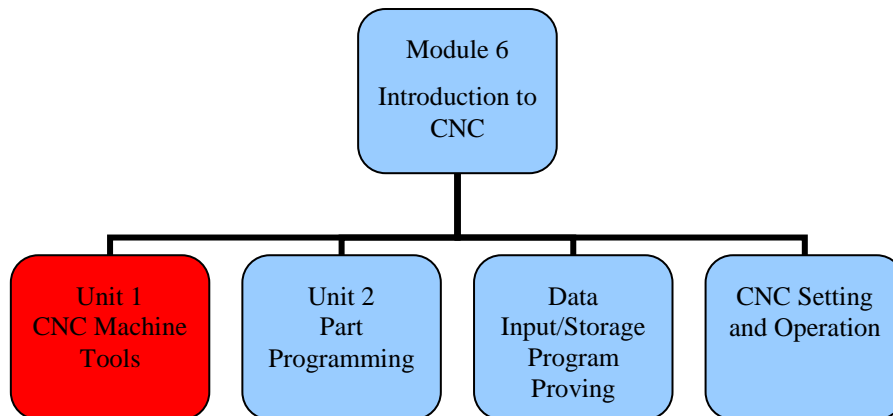 Module 6
Introduction to
CNC
Unit 1
CNC Machine
Tools
Unit 2
Part
Programming
Data
Input/Storage
Program
Proving
CNC Setting
and Operation